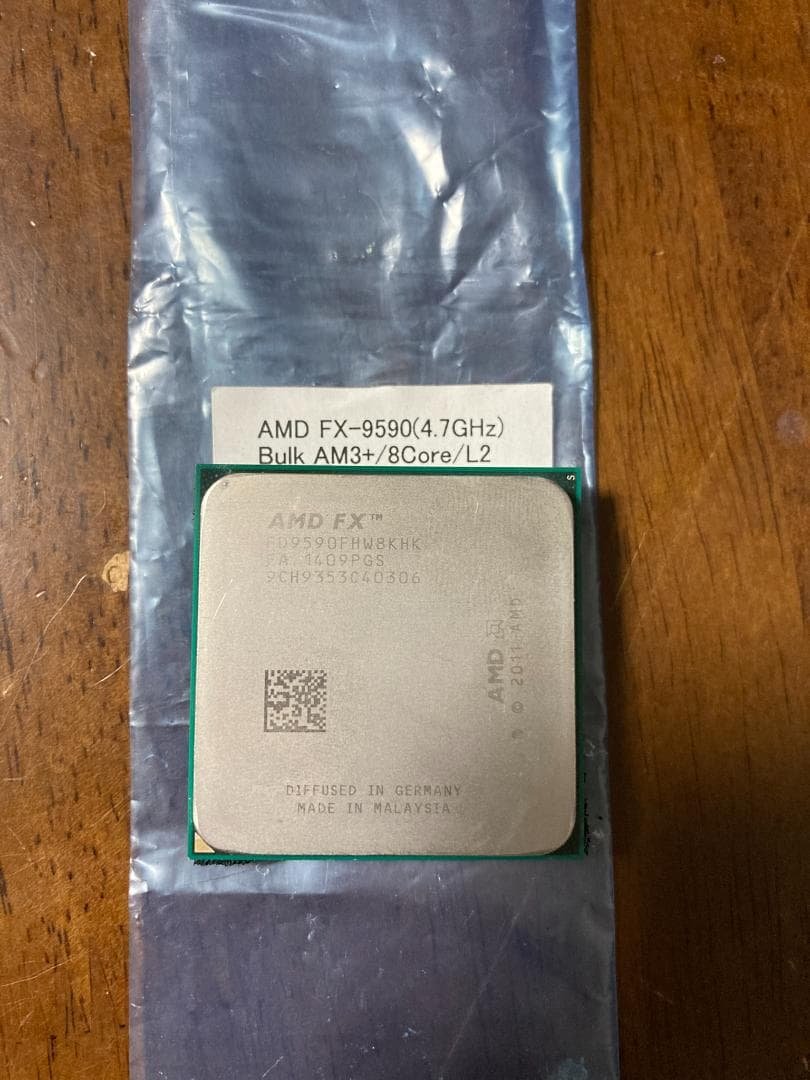 AMD FX-9590(4.7GHz)
Bulk AM3+/8Core/L2
S
AMD FX™
FD9590FHW8KHK
FA 1409PGS
9CH9353C40306
AMD
© 2011 AMD
DIFFUSED IN GERMANY
MADE IN MALAYSIA